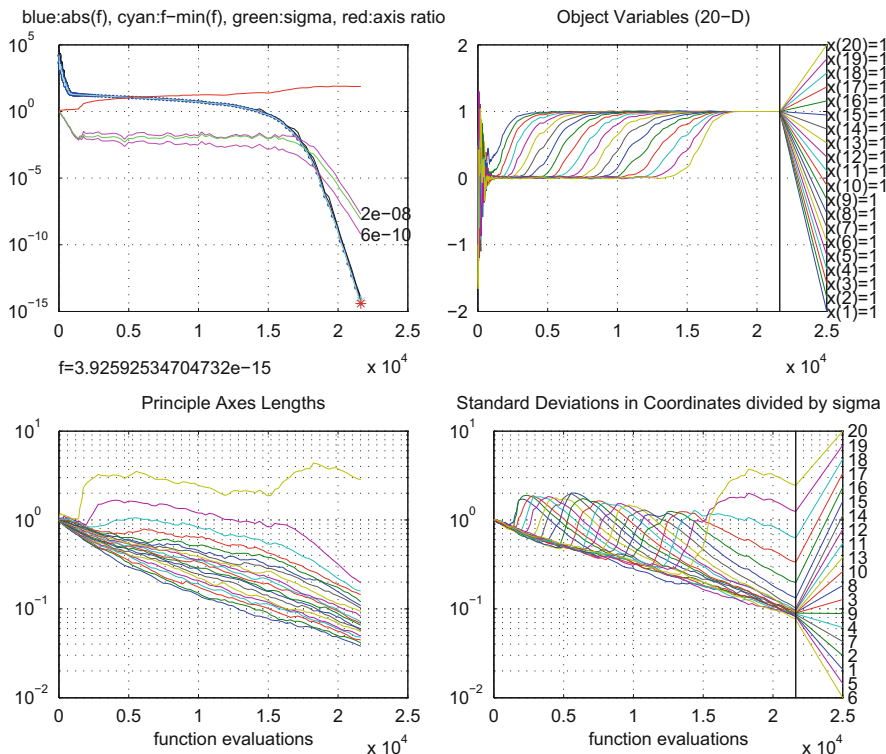 blue:abs(f), cyan:f−min(f), green:sigma, red:axis ratio
10^5
10^0
10^−5
10^−10
10^−15
2e−08
6e−10
0 0.5 1 1.5 2 2.5
x 10^4
f=3.92592534704732e−15
Object Variables (20−D)
2
1
0
−1
−2
x(20)=1
x(19)=1
x(18)=1
x(17)=1
x(16)=1
x(15)=1
x(14)=1
x(13)=1
x(12)=1
x(11)=1
x(10)=1
x(9)=1
x(8)=1
x(7)=1
x(6)=1
x(5)=1
x(4)=1
x(3)=1
x(2)=1
x(1)=1
0 0.5 1 1.5 2 2.5
x 10^4
Principle Axes Lengths
10^1
10^0
10^−1
10^−2
0 0.5 1 1.5 2 2.5
function evaluations
x 10^4
Standard Deviations in Coordinates divided by sigma
10^1
10^0
10^−1
10^−2
20
19
18
17
16
15
14
12
11
13
10
8
3
9
4
7
2
1
5
6
0 0.5 1 1.5 2 2.5
function evaluations
x 10^4